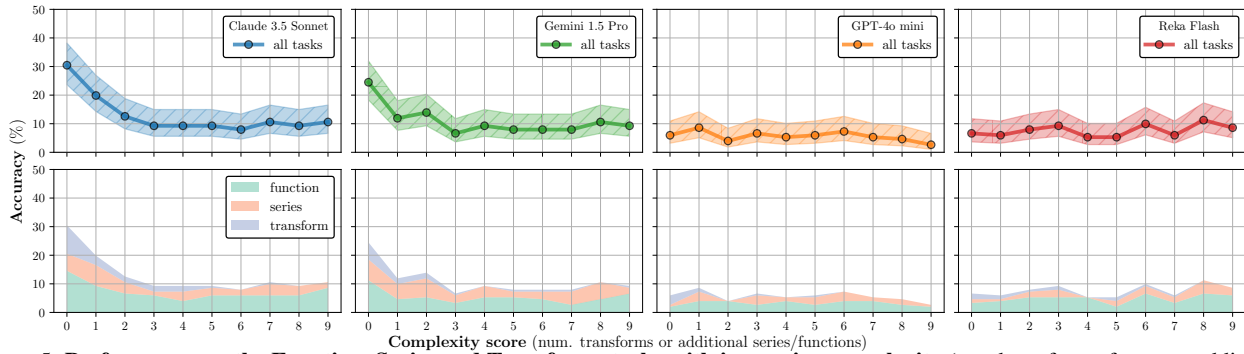 Claude 3.5 Sonnet
all tasks
Gemini 1.5 Pro
all tasks
GPT-4o mini
all tasks
Reka Flash
all tasks
50
40
30
20
10
0
Accuracy (%)
function
series
transform
50
40
30
20
10
0
0 1 2 3 4 5 6 7 8 9
0 1 2 3 4 5 6 7 8 9
0 1 2 3 4 5 6 7 8 9
0 1 2 3 4 5 6 7 8 9
Complexity score (num. transforms or additional series/functions)